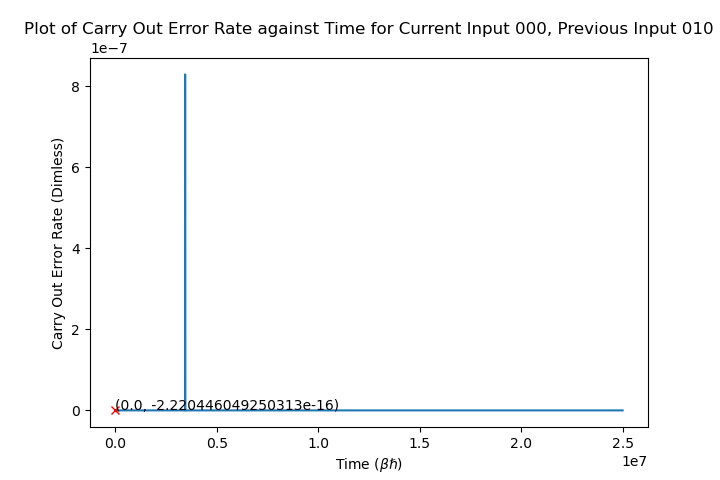 Plot of Carry Out Error Rate against Time for Current Input 000, Previous Input 010
1e−7
8
6
4
2
0
Carry Out Error Rate (Dimless)
(0.0, -2.220446049250313e-16)
0.0 0.5 1.0 1.5 2.0 2.5
1e7
Time (βℏ)